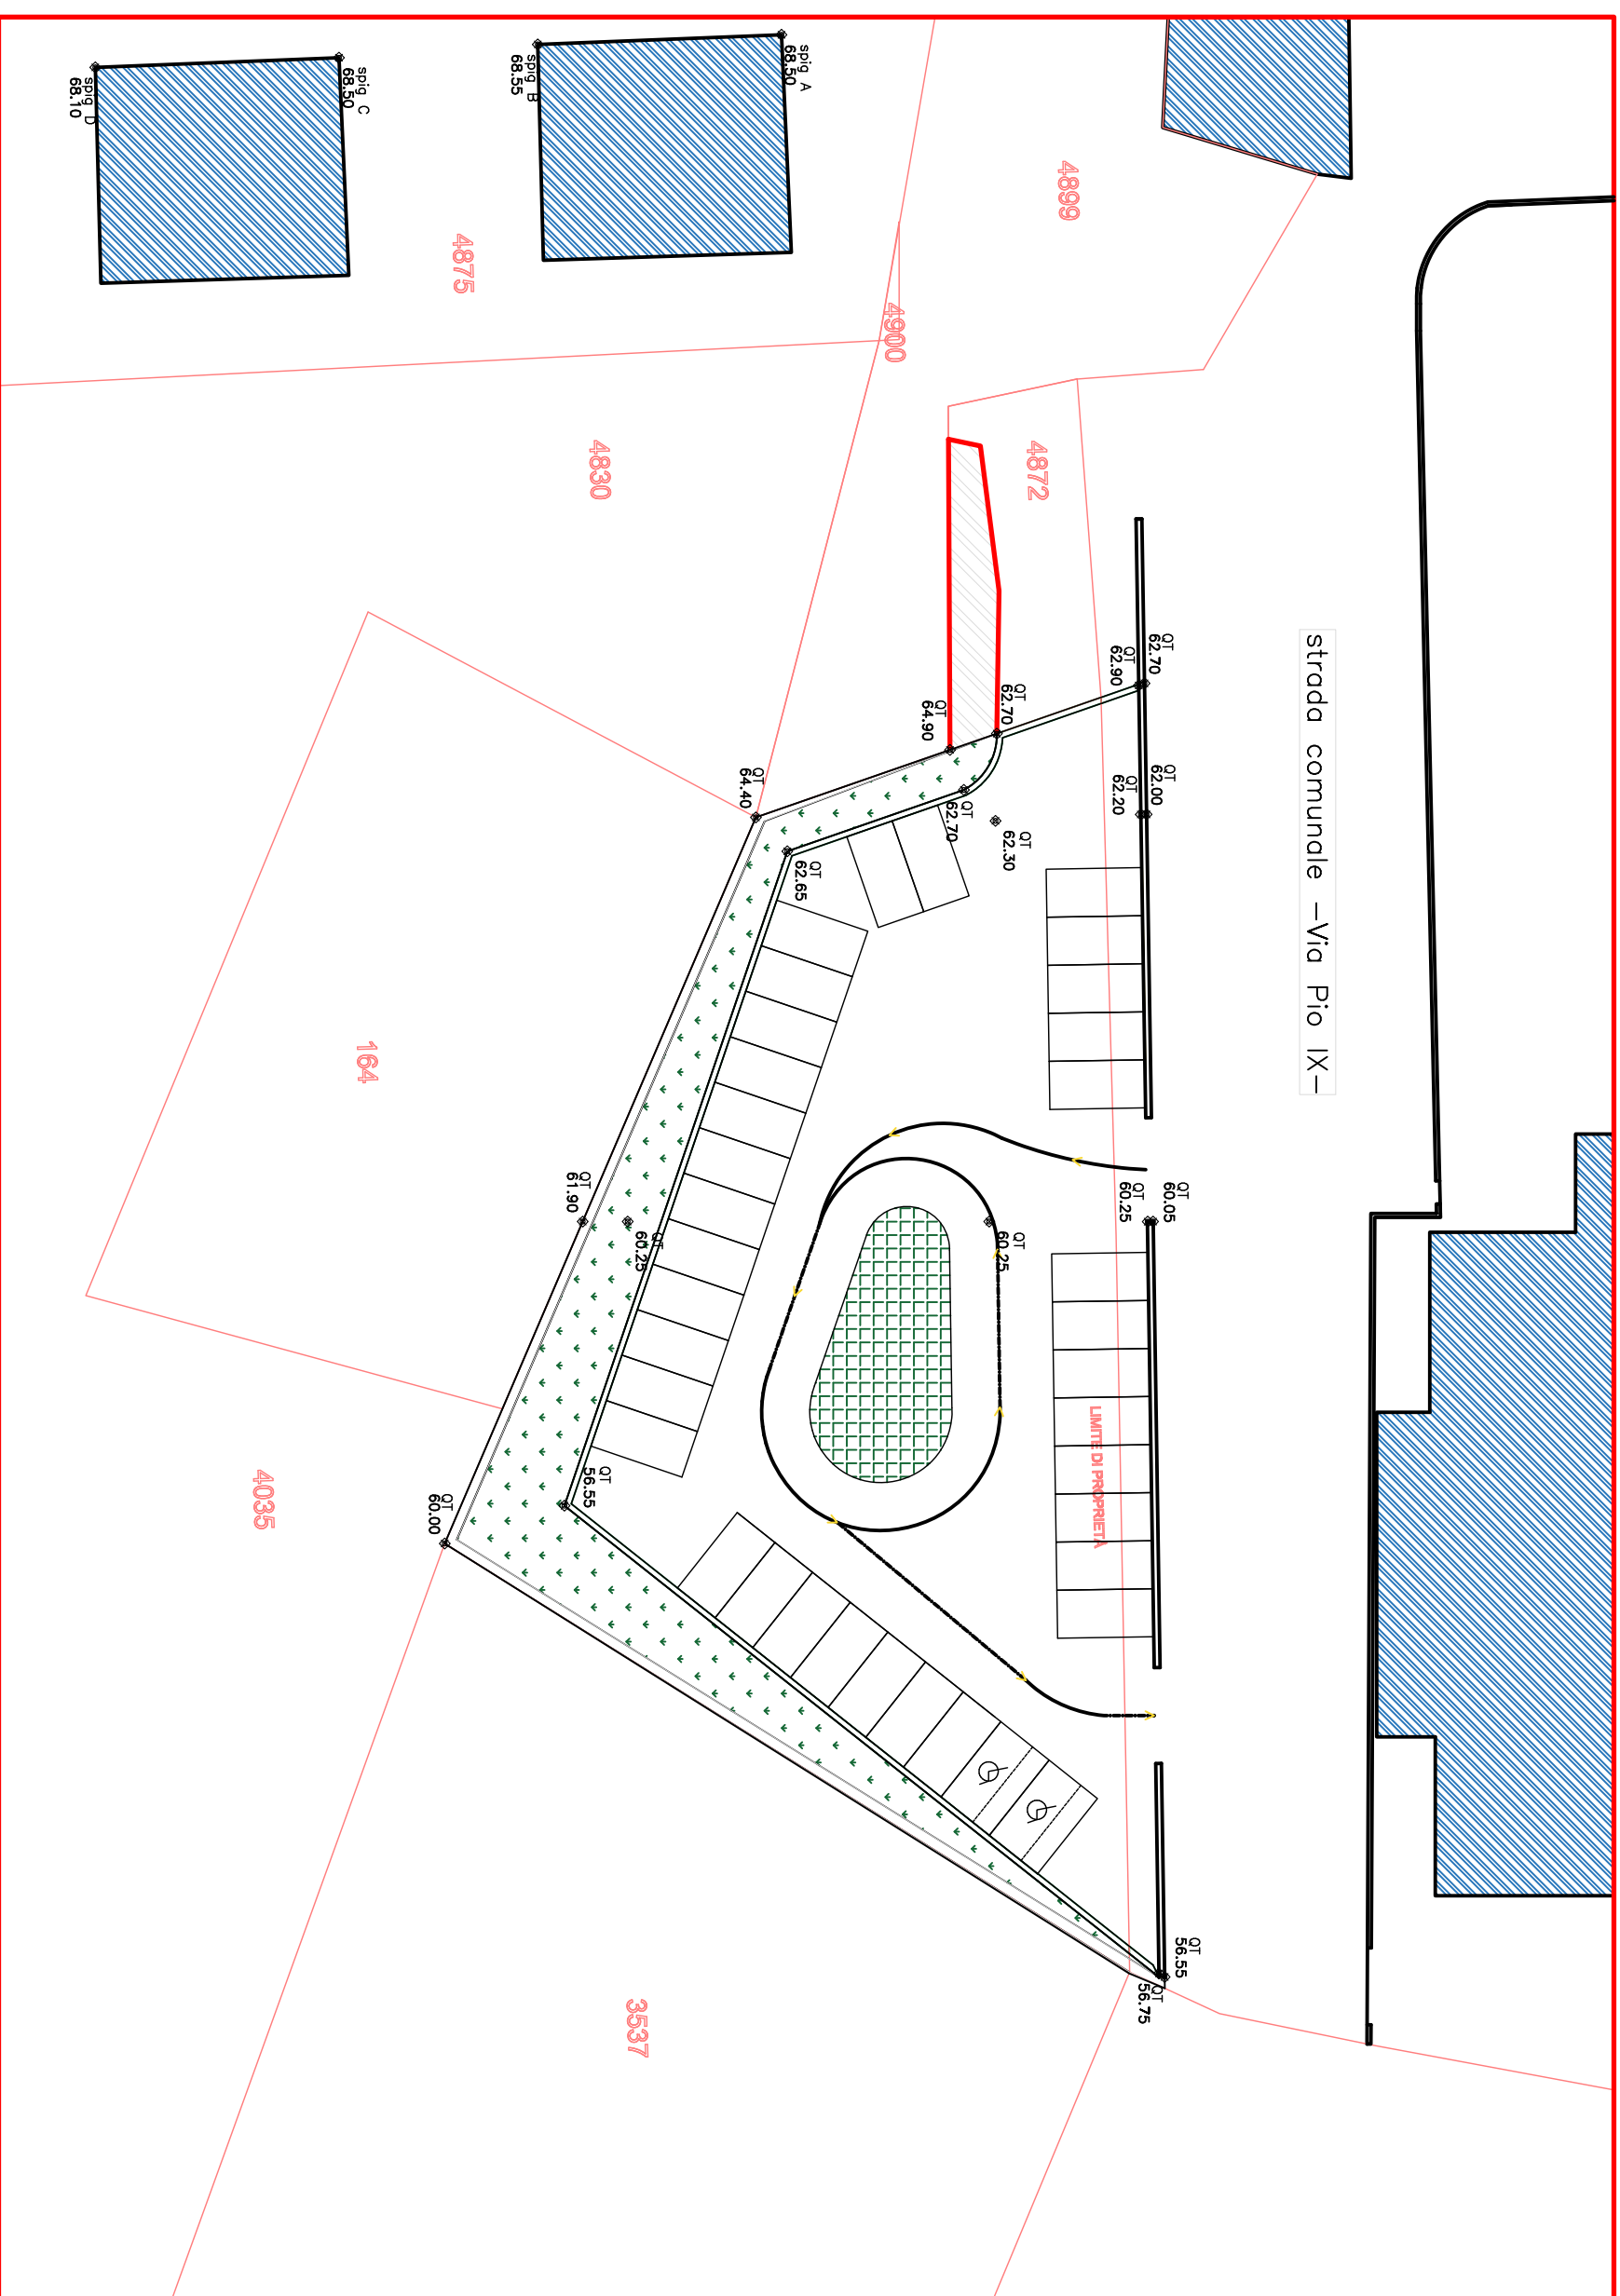 strada comunale -Via Pio IX-
4899
4875
4900
4872
4830
164
4035
3537
LIMITE DI PROPRIETÀ
spig A
68.50
spig B
68.55
spig C
68.50
spig D
68.10
QT
62.70
QT
62.90
QT
62.00
QT
62.20
QT
62.70
QT
64.90
QT
62.70
QT
62.30
QT
64.40
QT
62.65
QT
60.05
QT
60.25
QT
60.25
QT
60.25
QT
61.90
QT
56.55
QT
60.00
QT
56.55
QT
56.75